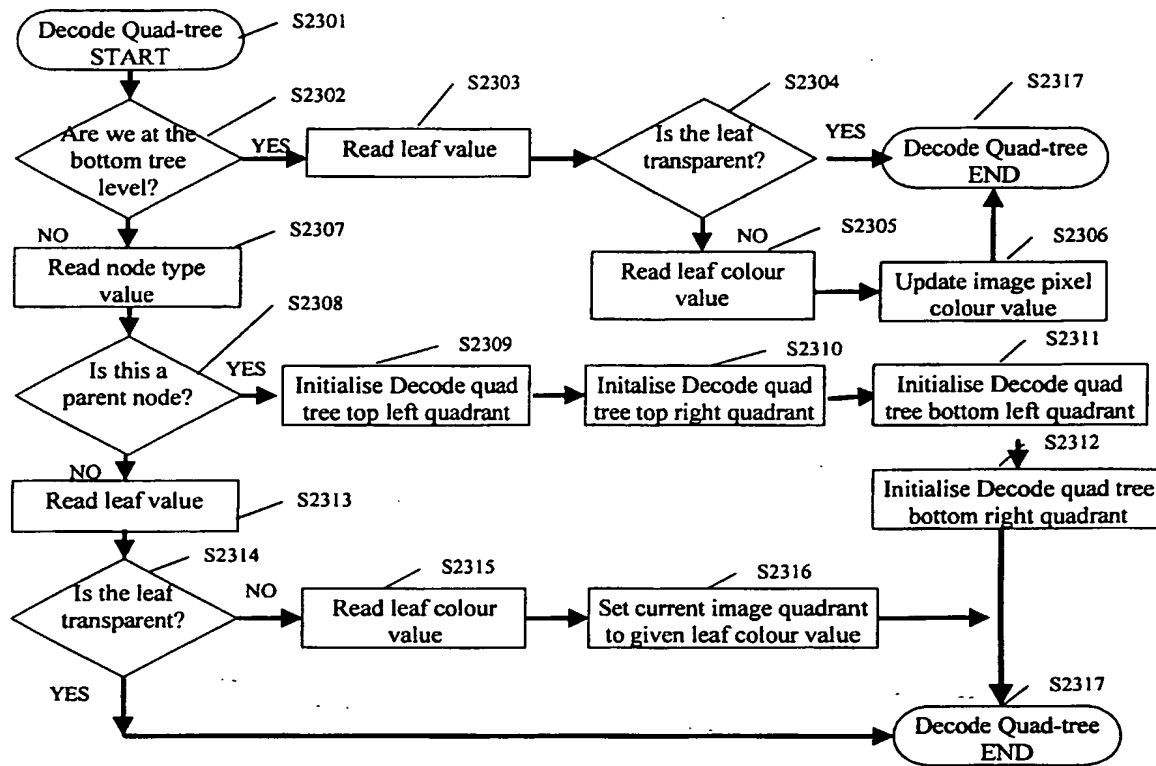 Decode Quad-tree
START
S2301
S2302
Are we at the
bottom tree
level?
YES
S2303
Read leaf value
S2304
Is the leaf
transparent?
YES
S2317
Decode Quad-tree
END
NO
S2307
Read node type
value
NO
S2305
Read leaf colour
value
S2306
Update image pixel
colour value
S2308
Is this a
parent node?
YES
S2309
Initialise Decode quad
tree top left quadrant
S2310
Initalise Decode quad
tree top right quadrant
S2311
Initialise Decode quad
tree bottom left quadrant
S2312
Initialise Decode quad tree
bottom right quadrant
NO
Read leaf value
S2313
S2314
Is the leaf
transparent?
NO
S2315
Read leaf colour
value
S2316
Set current image quadrant
to given leaf colour value
YES
S2317
Decode Quad-tree
END